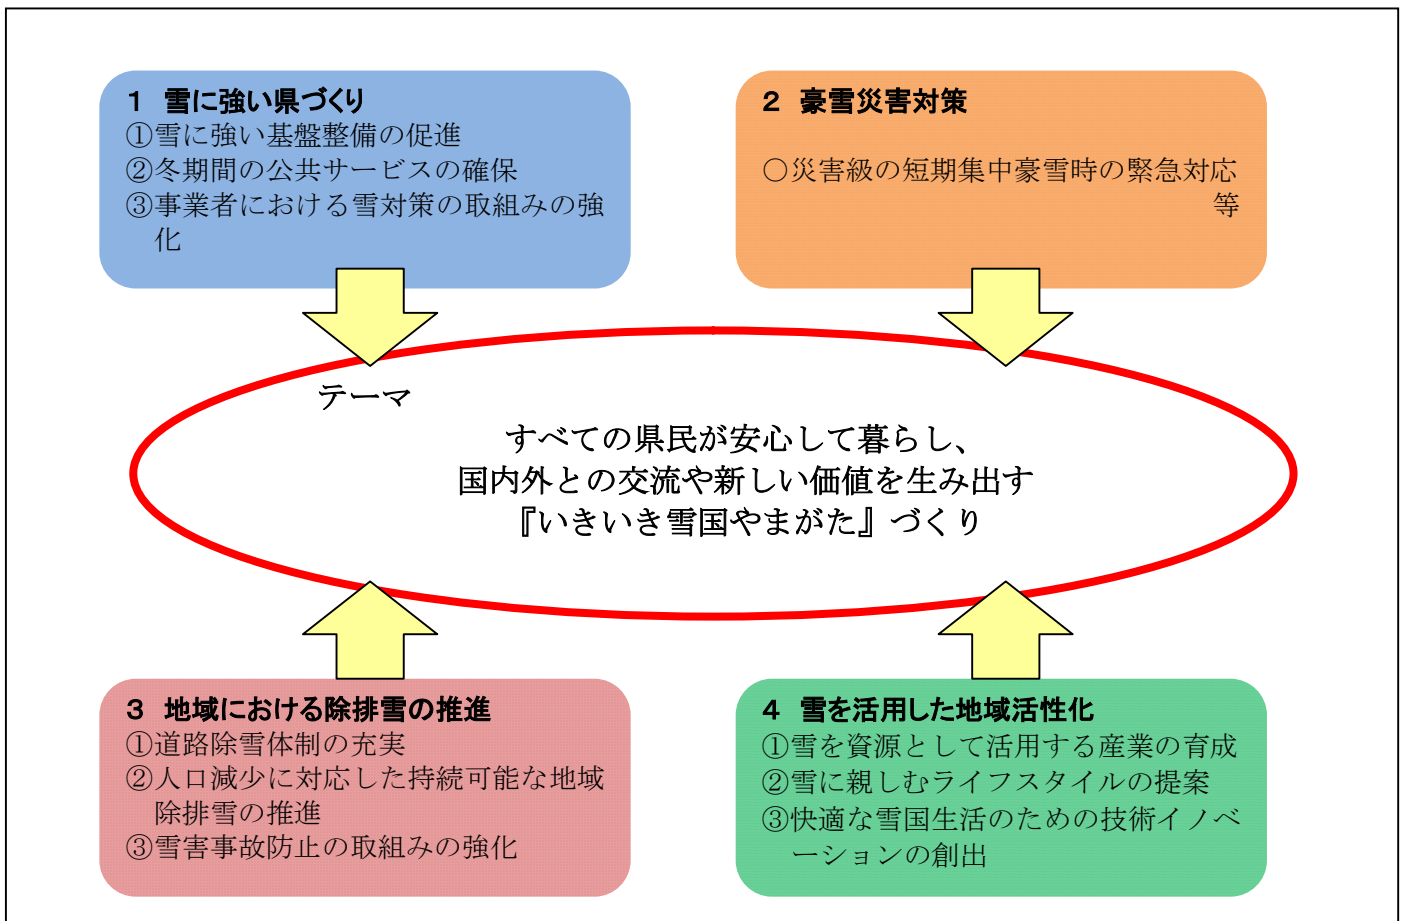 １　雪に強い県づくり
①雪に強い基盤整備の促進
②冬期間の公共サービスの確保
③事業者における雪対策の取組みの強
化
２　豪雪災害対策
○災害級の短期集中豪雪時の緊急対応
等
テーマ
すべての県民が安心して暮らし、
国内外との交流や新しい価値を生み出す
『いきいき雪国やまがた』づくり
３　地域における除排雪の推進
①道路除雪体制の充実
②人口減少に対応した持続可能な地域
除排雪の推進
③雪害事故防止の取組みの強化
４　雪を活用した地域活性化
①雪を資源として活用する産業の育成
②雪に親しむライフスタイルの提案
③快適な雪国生活のための技術イノベ
ーションの創出